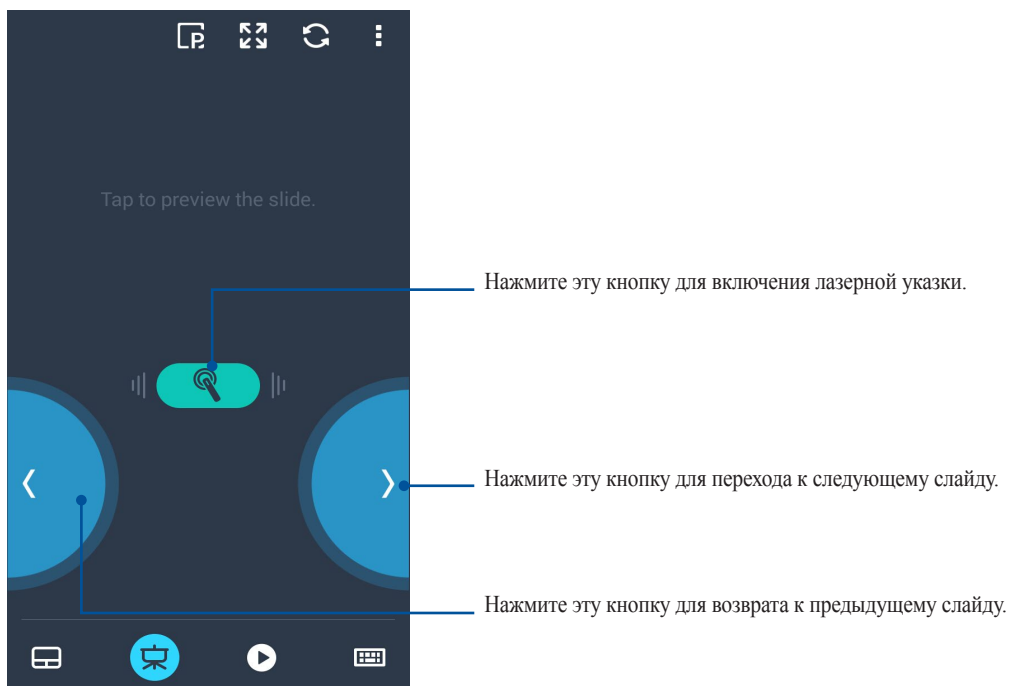 Tap to preview the slide.
Нажмите эту кнопку для включения лазерной указки.
Нажмите эту кнопку для перехода к следующему слайду.
Нажмите эту кнопку для возврата к предыдущему слайду.